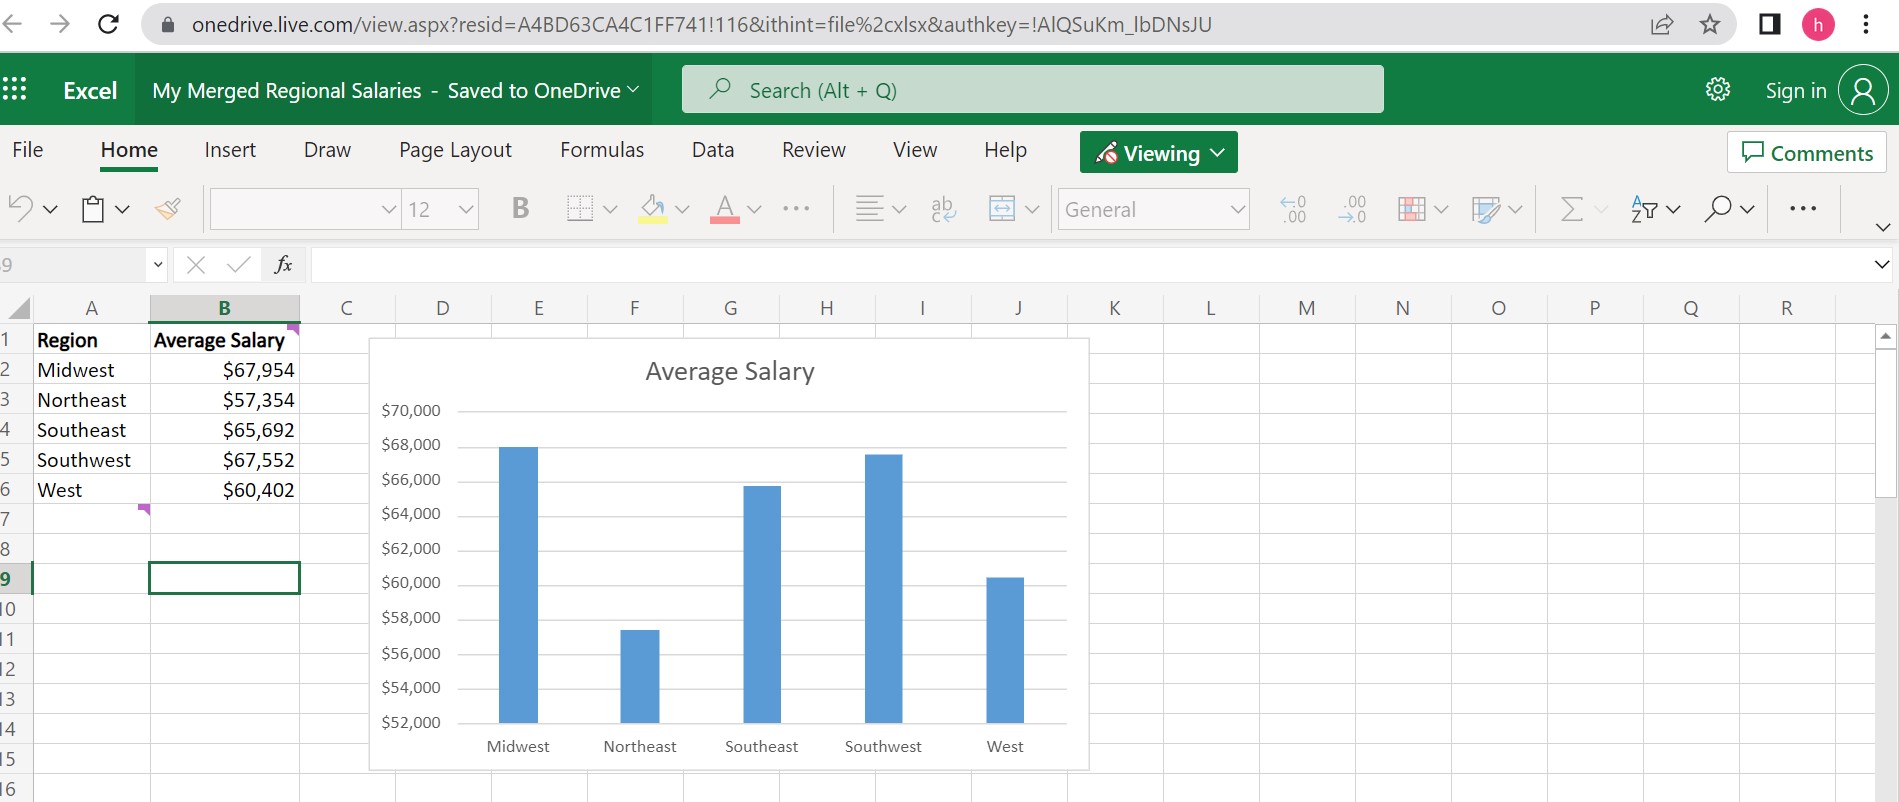 onedrive.live.com/view.aspx?resid=A4BD63CA4C1FF741!116&ithint=file%2cxlsx&authkey=!AlQSuKm_lbDNsJU
h
Excel
My Merged Regional Salaries - Saved to OneDrive
Search (Alt + Q)
Sign in
File Home Insert Draw Page Layout Formulas Data Review View Help Viewing Comments
12 B A ab General .00 .00
9 fx
A B C D E F G H I J K L M N O P Q R
1 Region Average Salary
2 Midwest $67,954
3 Northeast $57,354
4 Southeast $65,692
5 Southwest $67,552
6 West $60,402
7
8
9
10
11
12
13
14
15
16
Average Salary
$70,000
$68,000
$66,000
$64,000
$62,000
$60,000
$58,000
$56,000
$54,000
$52,000
Midwest Northeast Southeast Southwest West